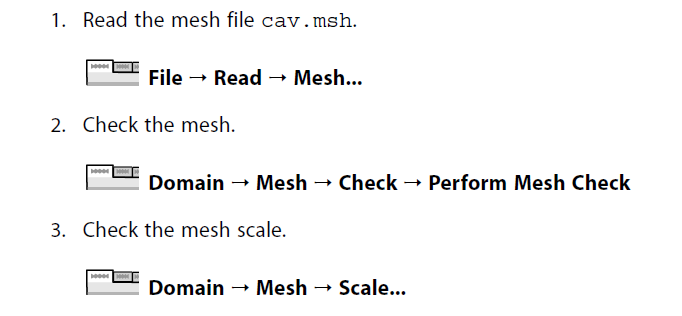 1. Read the mesh file cav.msh.
File → Read → Mesh...
2. Check the mesh.
Domain → Mesh → Check → Perform Mesh Check
3. Check the mesh scale.
Domain → Mesh → Scale...